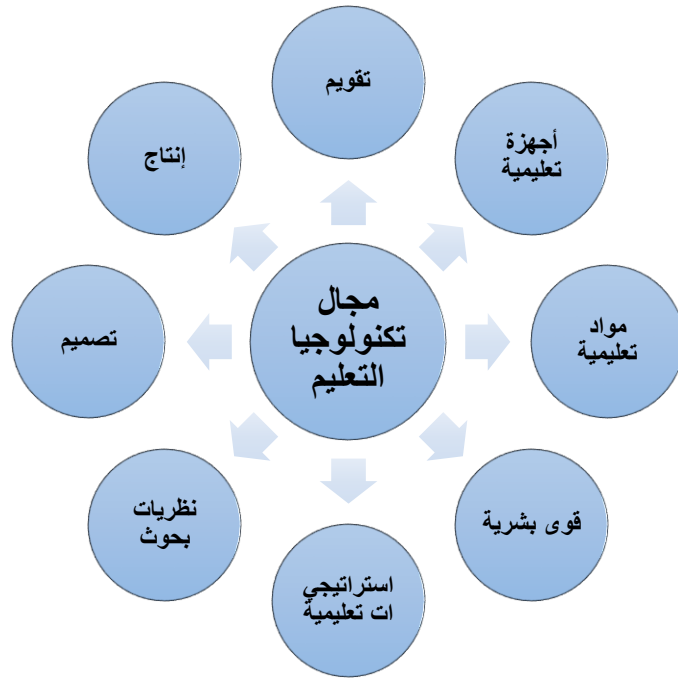 تقويم
أجهزة
تعليمية
إنتاج
مجال
تكنولوجيا
التعليم
مواد
تعليمية
تصميم
قوى بشرية
نظريات
بحوث
استراتيجي
ات تعليمية